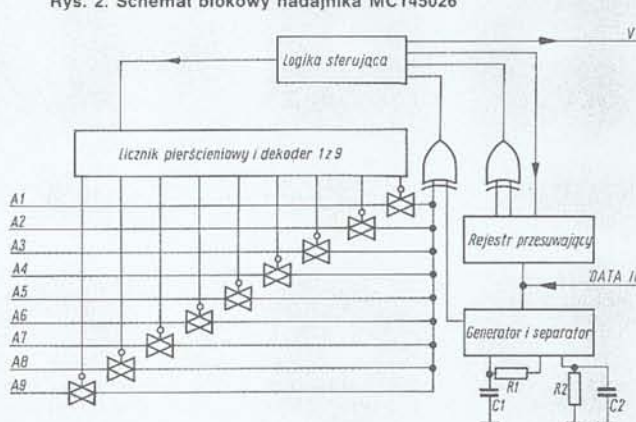 Rys. 2. Schemat blokowy nadajnika MC145026
V
Logika sterująca
Licznik pierścieniowy i dekoder 1 z 9
A1
A2
A3
A4
A5
A6
A7
A8
A9
Rejestr przesuwający
DATA
Generator i separator
R1
C1
R2
C2